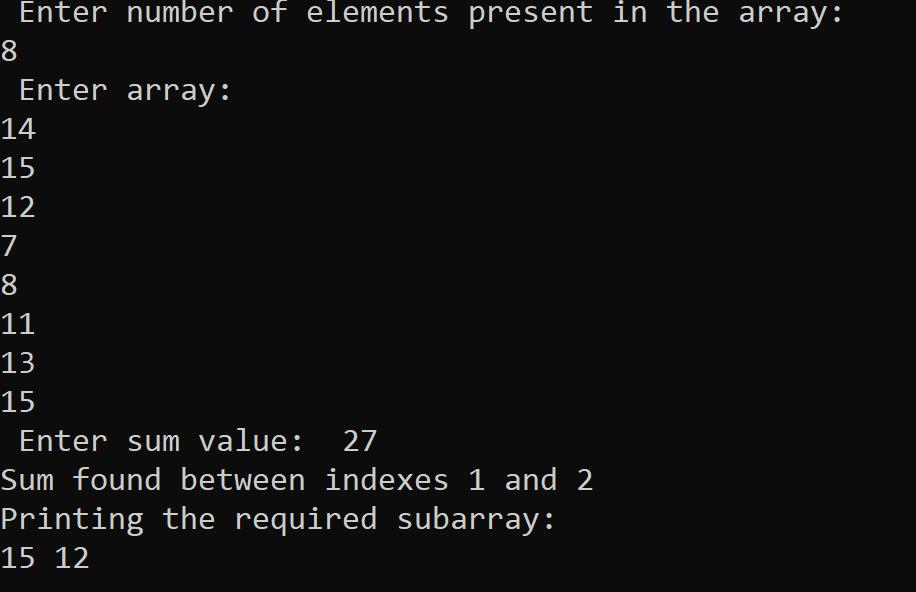 Enter number of elements present in the array:
8
Enter array:
14
15
12
7
8
11
13
15
Enter sum value:  27
Sum found between indexes 1 and 2
Printing the required subarray:
15 12